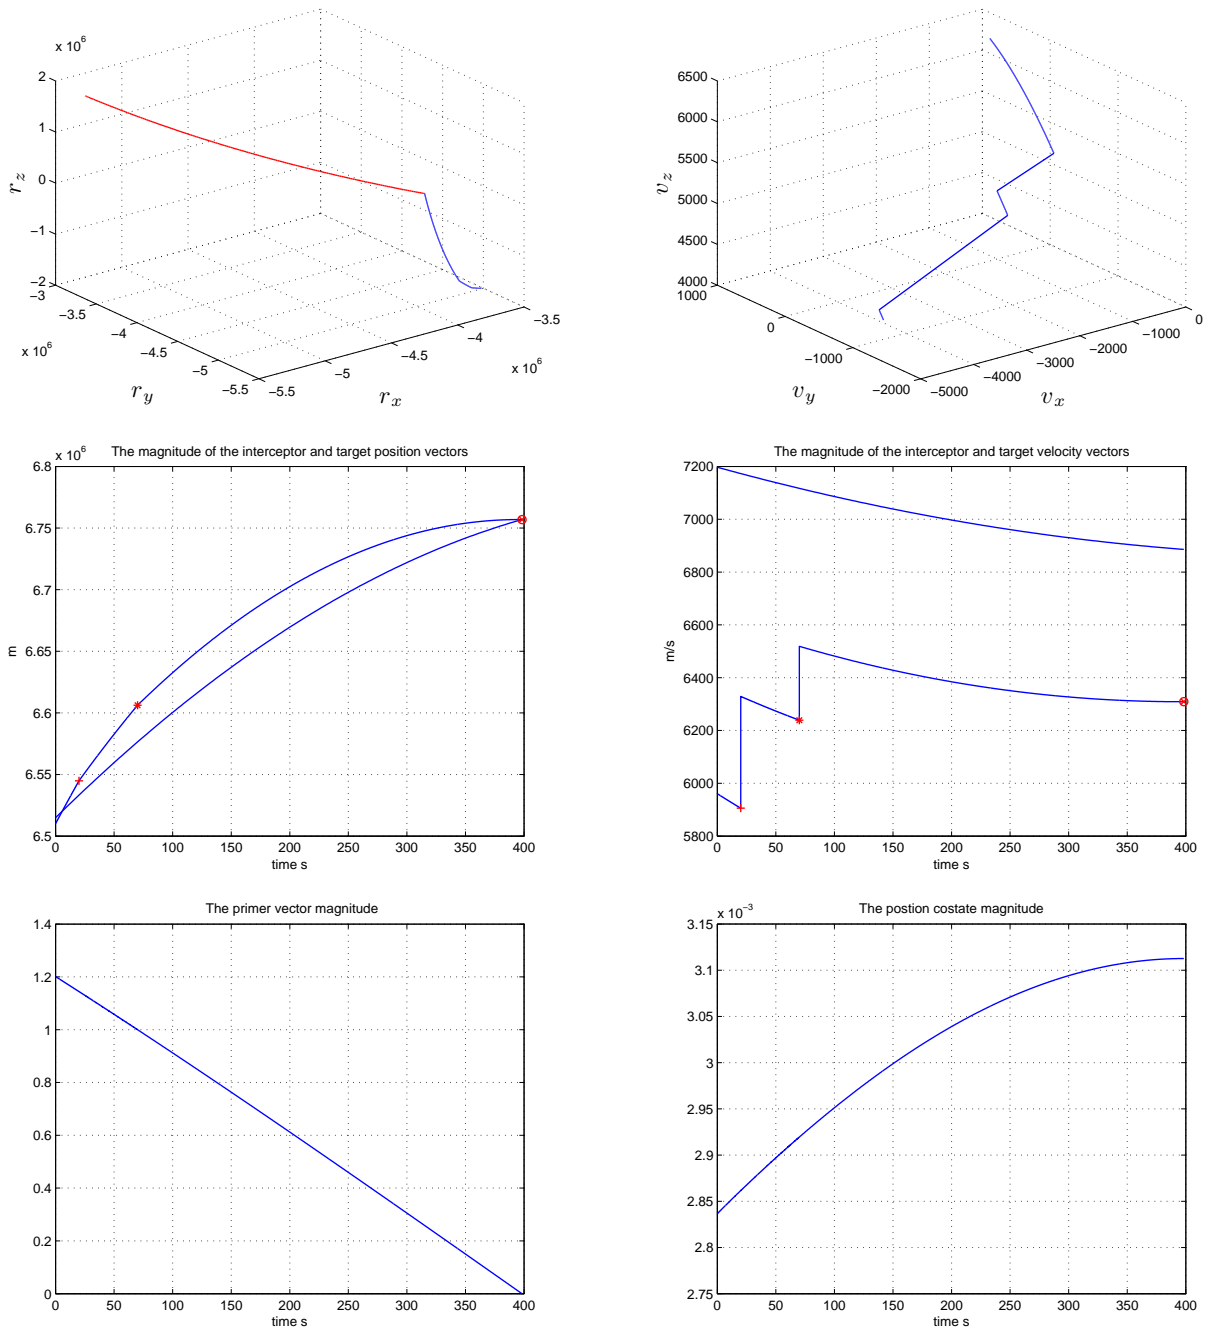 x 10^6
2
1
0
−1
−2
r_z
−3
−3.5
−4
−4.5
−5
−5.5
x 10^6
r_y
−5.5
−5
−4.5
−4
−3.5
x 10^6
r_x
6500
6000
5500
5000
4500
4000
v_z
1000
0
−1000
−2000
v_y
−5000
−4000
−3000
−2000
−1000
0
v_x
The magnitude of the interceptor and target position vectors
x 10^6
6.8
6.75
6.7
6.65
6.6
6.55
6.5
m
0 50 100 150 200 250 300 350 400
time s
The magnitude of the interceptor and target velocity vectors
7200
7000
6800
6600
6400
6200
6000
5800
m/s
0 50 100 150 200 250 300 350 400
time s
The primer vector magnitude
1.4
1.2
1
0.8
0.6
0.4
0.2
0
0 50 100 150 200 250 300 350 400
time s
The postion costate magnitude
x 10^−3
3.15
3.1
3.05
3
2.95
2.9
2.85
2.8
2.75
0 50 100 150 200 250 300 350 400
time s